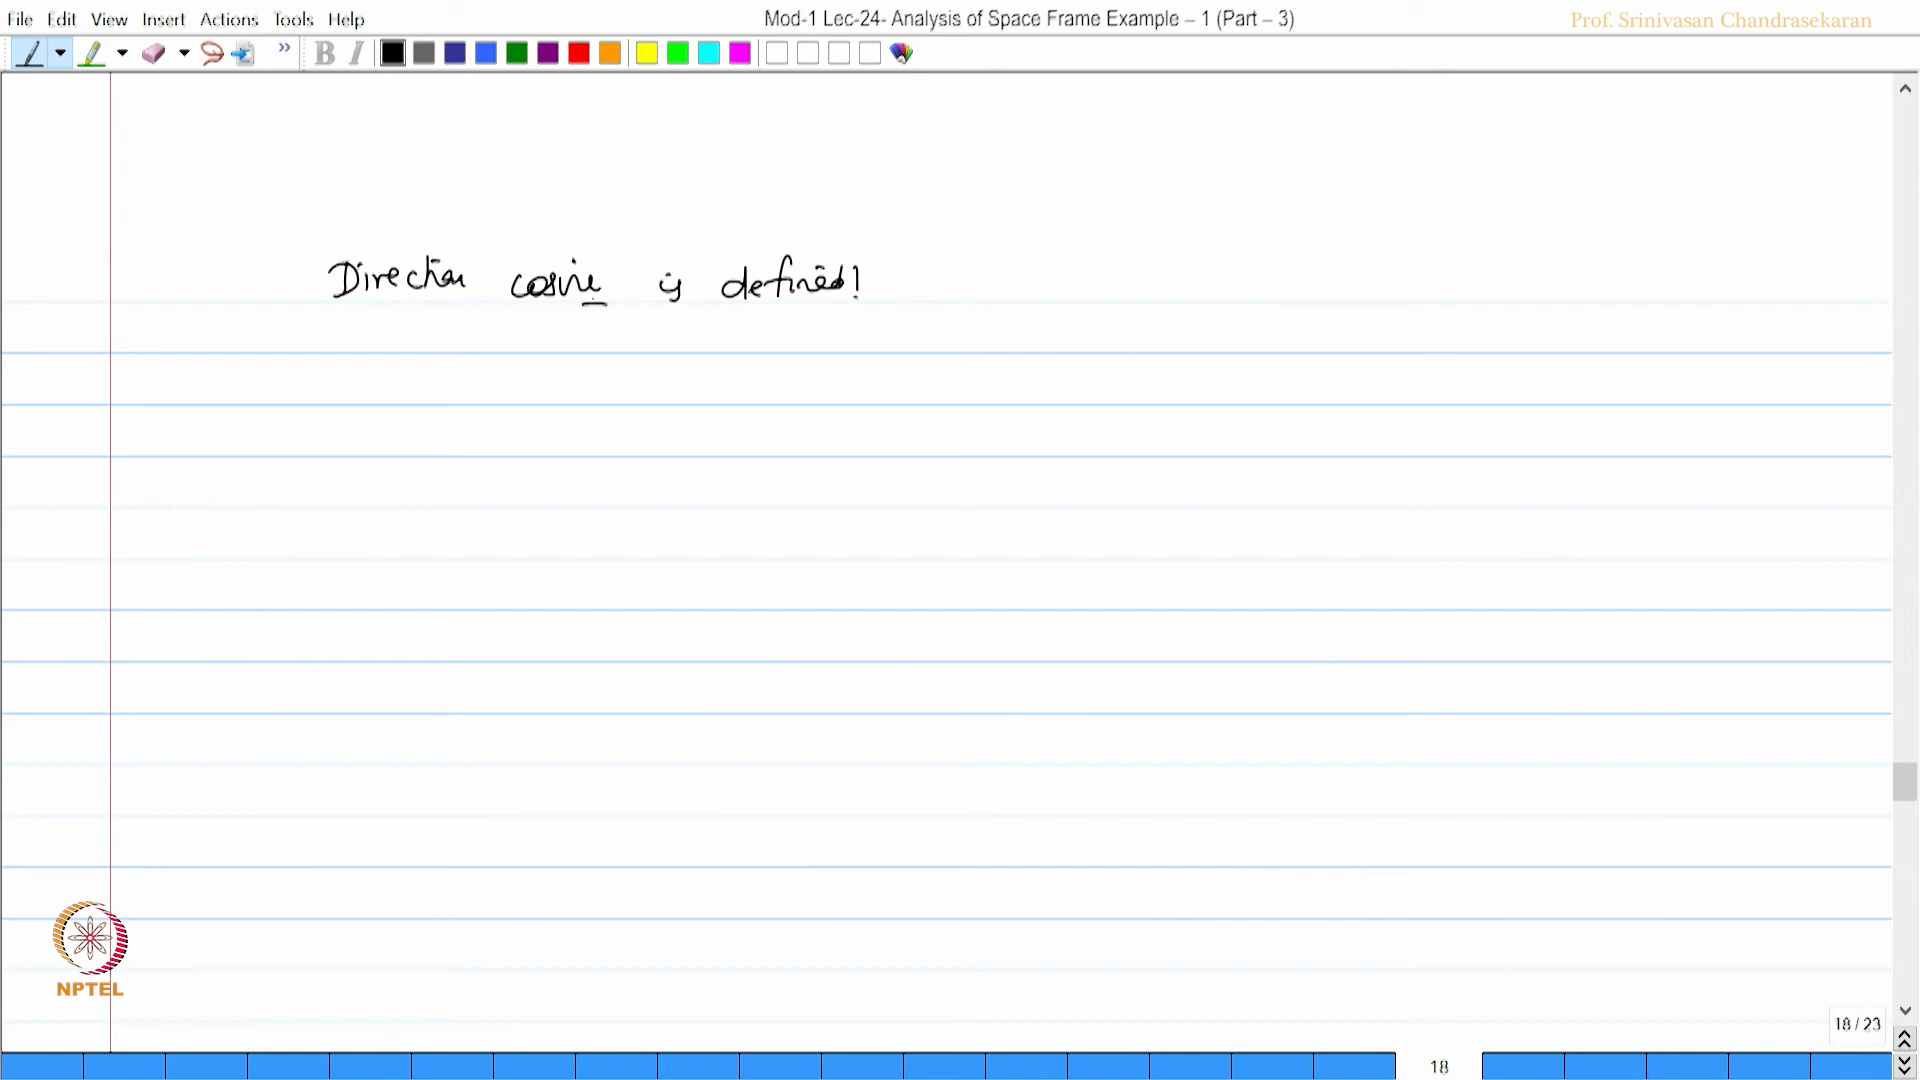 File Edit View Insert Actions Tools Help
Mod-1 Lec-24- Analysis of Space Frame Example – 1 (Part – 3)
Prof. Srinivasan Chandrasekaran
B I
Direction cosine is defined!
NPTEL
18 / 23
18